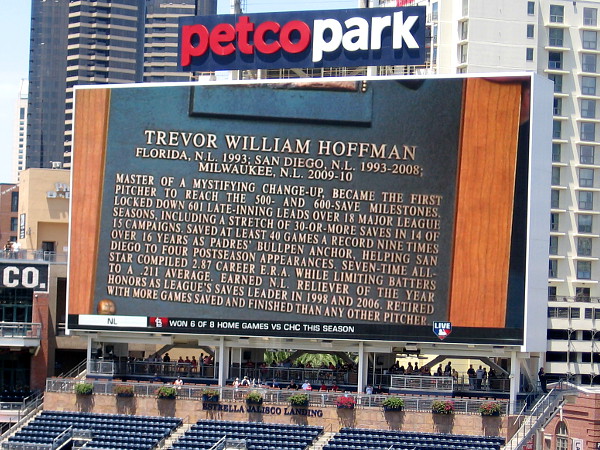 petco park
TREVOR WILLIAM HOFFMAN
FLORIDA, N.L. 1993; SAN DIEGO, N.L. 1993-2008;
MILWAUKEE, N.L. 2009-10
MASTER OF A MYSTIFYING CHANGE-UP, BECAME THE FIRST
PITCHER TO REACH THE 500- AND 600-SAVE MILESTONES.
LOCKED DOWN 601 LATE-INNING LEADS OVER 18 MAJOR LEAGUE
SEASONS, INCLUDING A STRETCH OF 30-OR-MORE SAVES IN 14 OF
15 CAMPAIGNS. SAVED AT LEAST 40 GAMES A RECORD NINE TIMES
OVER 16 YEARS AS PADRES' BULLPEN ANCHOR, HELPING SAN
DIEGO TO FOUR POSTSEASON APPEARANCES. SEVEN-TIME ALL-
STAR COMPILED 2.87 CAREER E.R.A. WHILE LIMITING BATTERS
TO A .211 AVERAGE. EARNED N.L. RELIEVER OF THE YEAR
HONORS AS LEAGUE'S SAVES LEADER IN 1998 AND 2006. RETIRED
WITH MORE GAMES SAVED AND FINISHED THAN ANY OTHER PITCHER.
NL WON 6 OF 8 HOME GAMES VS CHC THIS SEASON
LIVE
CO.
ESTRELLA JALISCO LANDING